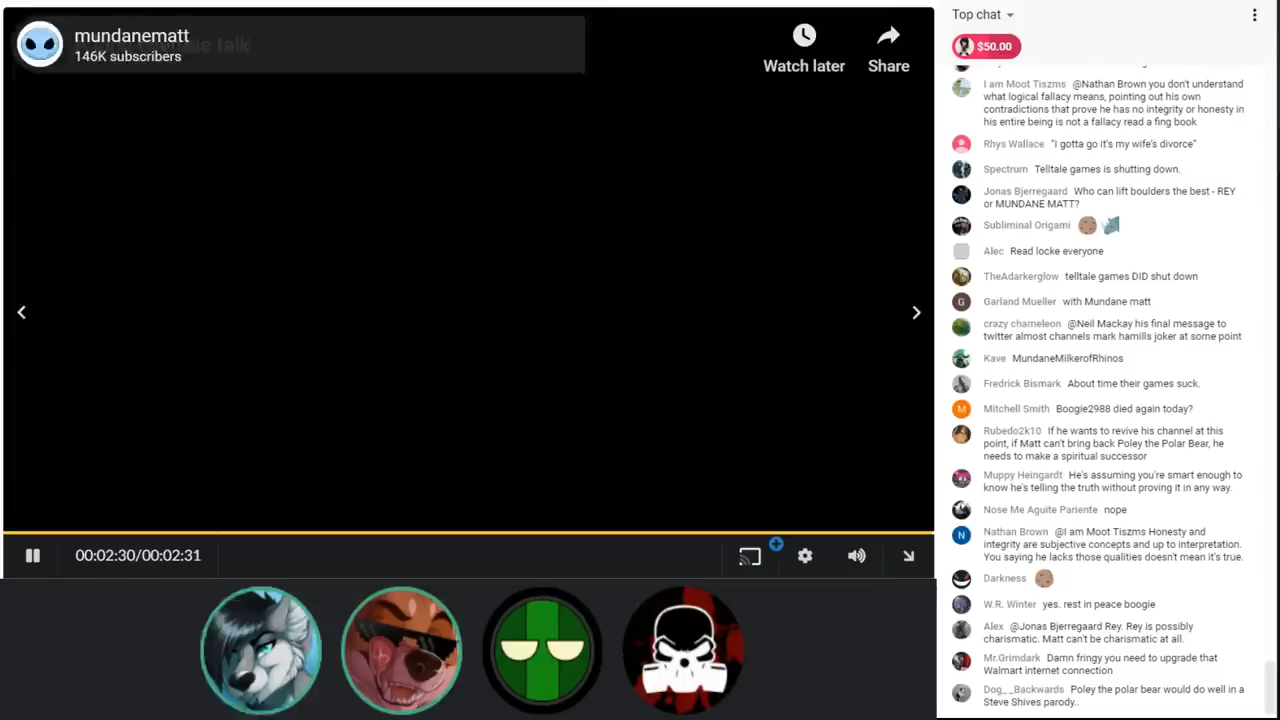 mundanematt
talk
146K subscribers
Watch later
Share
00:02:30/00:02:31
Top chat
$50.00
I am Moot Tiszms @Nathan Brown you don't understand
what logical fallacy means, pointing out his own
contradictions that prove he has no integrity or honesty in
his entire being is not a fallacy read a fing book
Rhys Wallace "I gotta go it's my wife's divorce"
Spectrum Telltale games is shutting down.
Jonas Bjerregaard Who can lift boulders the best - REY
or MUNDANE MATT?
Subliminal Origami
Alec Read locke everyone
TheAdarkerglow telltale games DID shut down
G
Garland Mueller with Mundane matt
crazy chameleon @Neil Mackay his final message to
twitter almost channels mark hamills joker at some point
Kave MundaneMilkerofRhinos
Fredrick Bismark About time their games suck.
M
Mitchell Smith Boogie2988 died again today?
Rubedo2k10 If he wants to revive his channel at this
point, if Matt can't bring back Poley the Polar Bear, he
needs to make a spiritual successor
Muppy Heingardt He's assuming you're smart enough to
know he's telling the truth without proving it in any way.
Nose Me Aguite Pariente nope
N
Nathan Brown @I am Moot Tiszms Honesty and
integrity are subjective concepts and up to interpretation.
You saying he lacks those qualities doesn't mean it's true.
Darkness
W.R. Winter yes. rest in peace boogie
Alex @Jonas Bjerregaard Rey. Rey is possibly
charismatic. Matt can't be charismatic at all.
Mr.Grimdark Damn fringy you need to upgrade that
Walmart internet connection
Dog_ _Backwards Poley the polar bear would do well in a
Steve Shives parody..